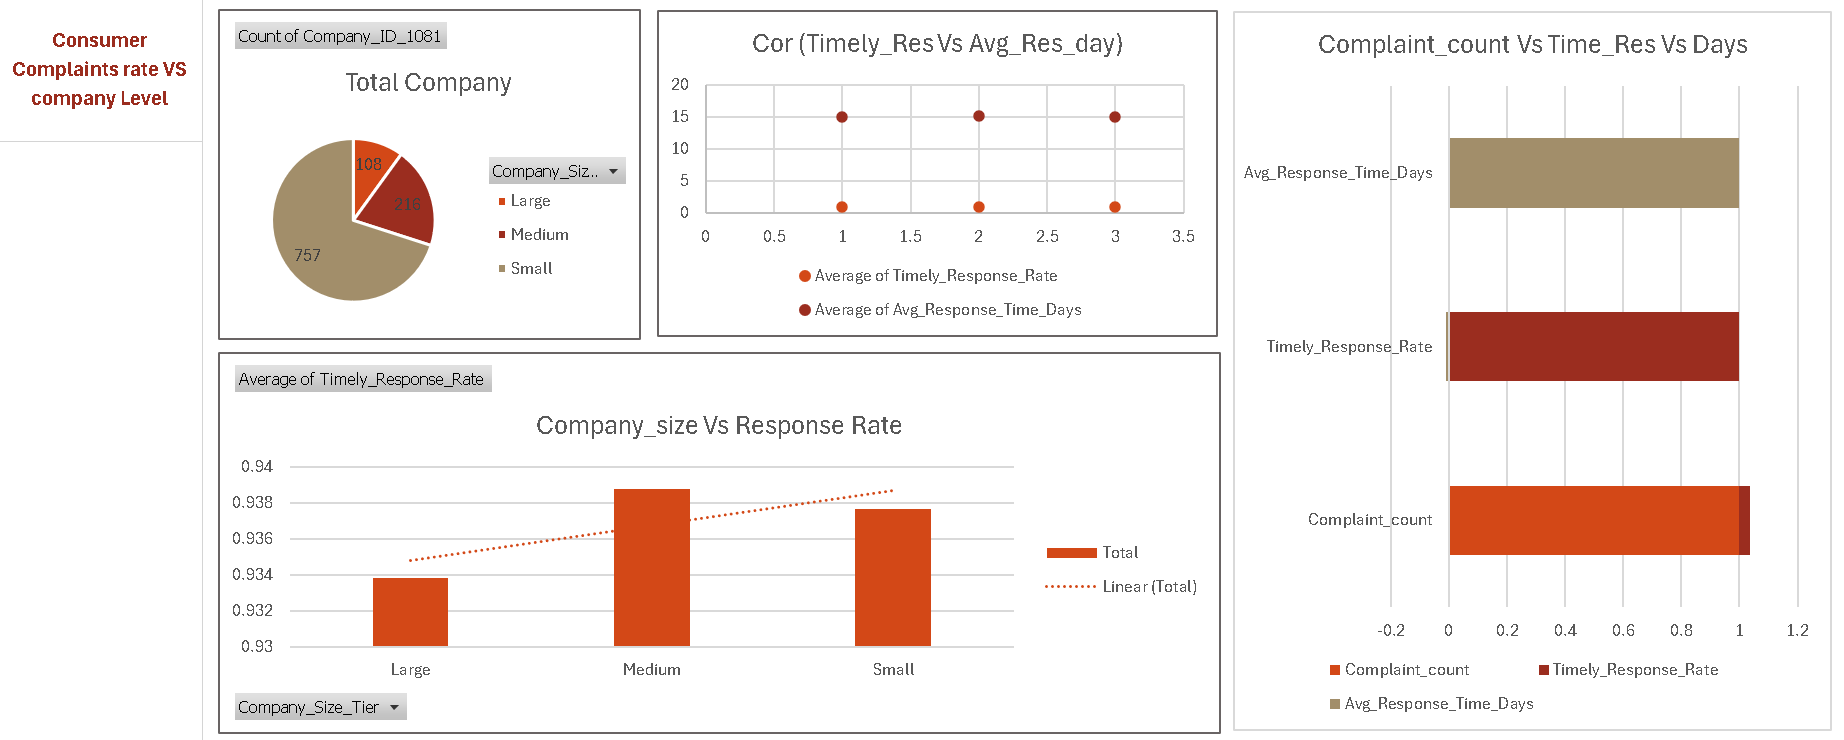 Consumer
Complaints rate VS
company Level
Count of Company_ID_1081
Total Company
108
216
757
Company_Siz..
Large
Medium
Small
Cor (Timely_Res Vs Avg_Res_day)
20
15
10
5
0
0 0.5 1 1.5 2 2.5 3 3.5
Average of Timely_Response_Rate
Average of Avg_Response_Time_Days
Average of Timely_Response_Rate
Company_size Vs Response Rate
0.94
0.938
0.936
0.934
0.932
0.93
Large Medium Small
Total
Linear (Total)
Company_Size_Tier
Complaint_count Vs Time_Res Vs Days
Avg_Response_Time_Days
Timely_Response_Rate
Complaint_count
-0.2 0 0.2 0.4 0.6 0.8 1 1.2
Complaint_count Timely_Response_Rate
Avg_Response_Time_Days